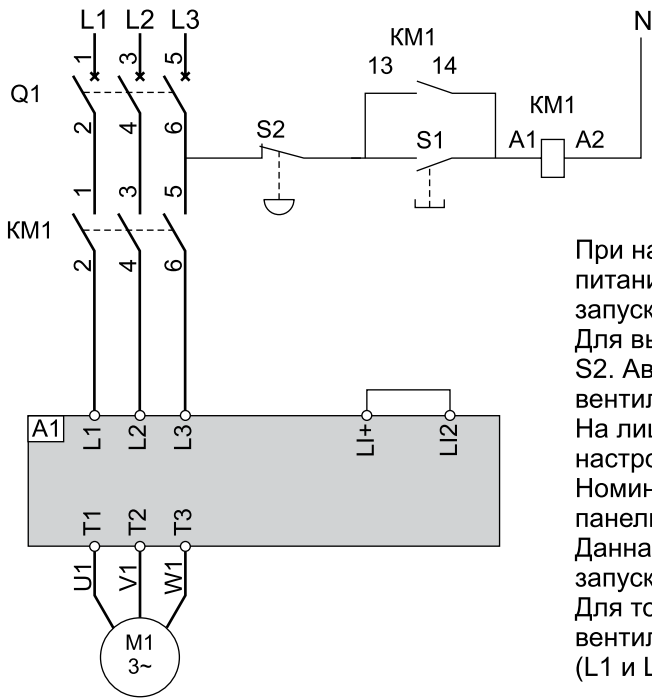 L1 L2 L3
N
KM1
13 14
Q1
1 3 5
2 4 6
S2
S1
KM1
A1 A2
KM1
1 3 5
2 4 6
При на
питани
запуск
Для вы
S2. Ав
вентил
На лиц
настро
Номин
панели
Данна
запуск
Для то
вентил
(L1 и L
A1
L1 L2 L3 LI+ LI2
T1 T2 T3
U1 V1 W1
M1
3~